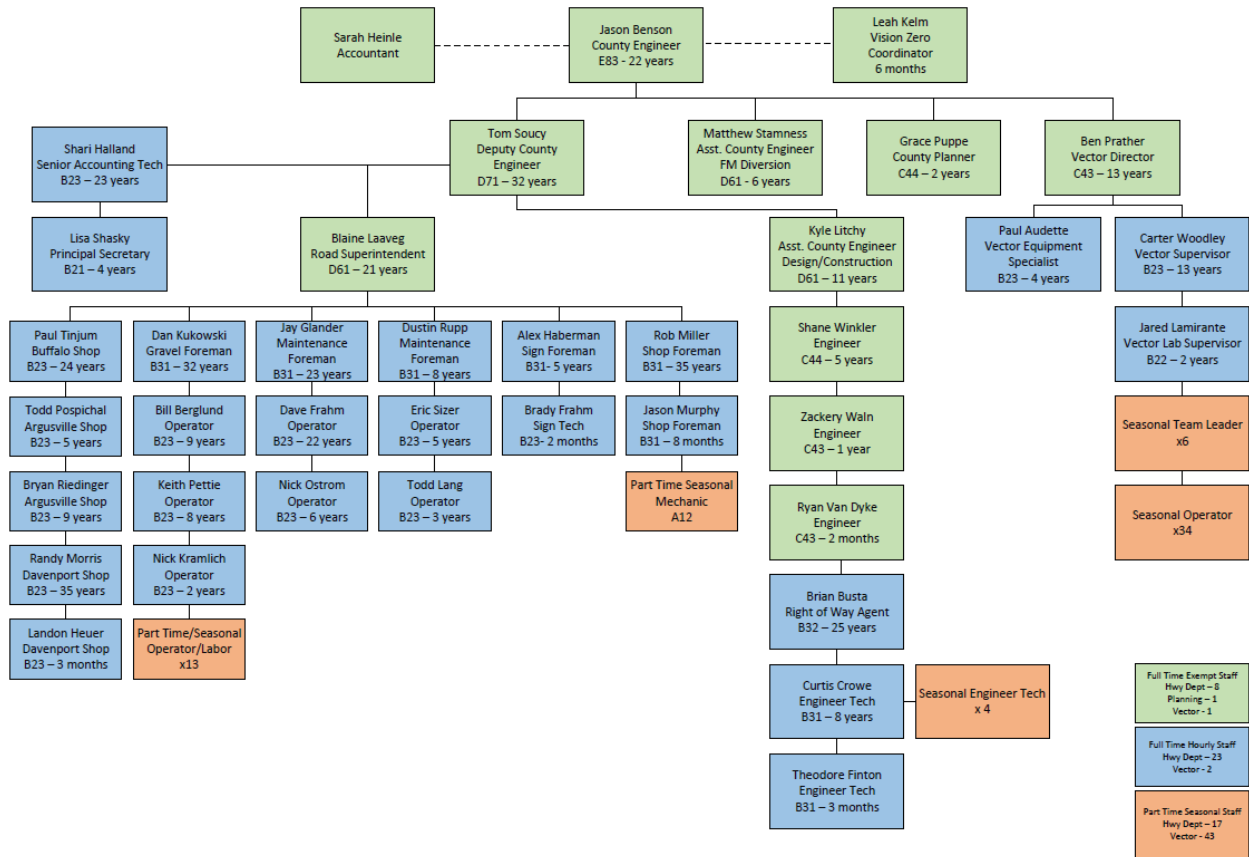 Sarah Heinle
Accountant
Jason Benson
County Engineer
E83 - 22 years
Leah Kelm
Vision Zero
Coordinator
6 months
Shari Halland
Senior Accounting Tech
B23 – 23 years
Tom Soucy
Deputy County
Engineer
D71 – 32 years
Matthew Stamness
Asst. County Engineer
FM Diversion
D61 - 6 years
Grace Puppe
County Planner
C44 – 2 years
Ben Prather
Vector Director
C43 – 13 years
Lisa Shasky
Principal Secretary
B21 – 4 years
Blaine Laaveg
Road Superintendent
D61 – 21 years
Kyle Litchy
Asst. County Engineer
Design/Construction
D61 - 11 years
Paul Audette
Vector Equipment
Specialist
B23 – 4 years
Carter Woodley
Vector Supervisor
B23 – 13 years
Paul Tinjum
Buffalo Shop
B23 – 24 years
Dan Kukowski
Gravel Foreman
B31 – 32 years
Jay Glander
Maintenance
Foreman
B31 – 23 years
Dustin Rupp
Maintenance
Foreman
B31 – 8 years
Alex Haberman
Sign Foreman
B31- 5 years
Rob Miller
Shop Foreman
B31 – 35 years
Shane Winkler
Engineer
C44 – 5 years
Jared Lamirante
Vector Lab Supervisor
B22 – 2 years
Todd Pospichal
Argusville Shop
B23 – 5 years
Bill Berglund
Operator
B23 – 9 years
Dave Frahm
Operator
B23 – 22 years
Eric Sizer
Operator
B23 – 5 years
Brady Frahm
Sign Tech
B23- 2 months
Jason Murphy
Shop Foreman
B31 – 8 months
Zackery Waln
Engineer
C43 – 1 year
Seasonal Team Leader
x6
Bryan Riedinger
Argusville Shop
B23 – 9 years
Keith Pettie
Operator
B23 – 8 years
Nick Ostrom
Operator
B23 – 6 years
Todd Lang
Operator
B23 – 3 years
Part Time Seasonal
Mechanic
A12
Ryan Van Dyke
Engineer
C43 – 2 months
Seasonal Operator
x34
Randy Morris
Davenport Shop
B23 – 35 years
Nick Kramlich
Operator
B23 – 2 years
Brian Busta
Right of Way Agent
B32 – 25 years
Landon Heuer
Davenport Shop
B23 – 3 months
Part Time/Seasonal
Operator/Labor
x13
Curtis Crowe
Engineer Tech
B31 – 8 years
Seasonal Engineer Tech
x 4
Theodore Finton
Engineer Tech
B31 – 3 months
Full Time Exempt Staff
Hwy Dept – 8
Planning – 1
Vector - 1
Full Time Hourly Staff
Hwy Dept – 23
Vector - 2
Part Time Seasonal Staff
Hwy Dept – 17
Vector - 43